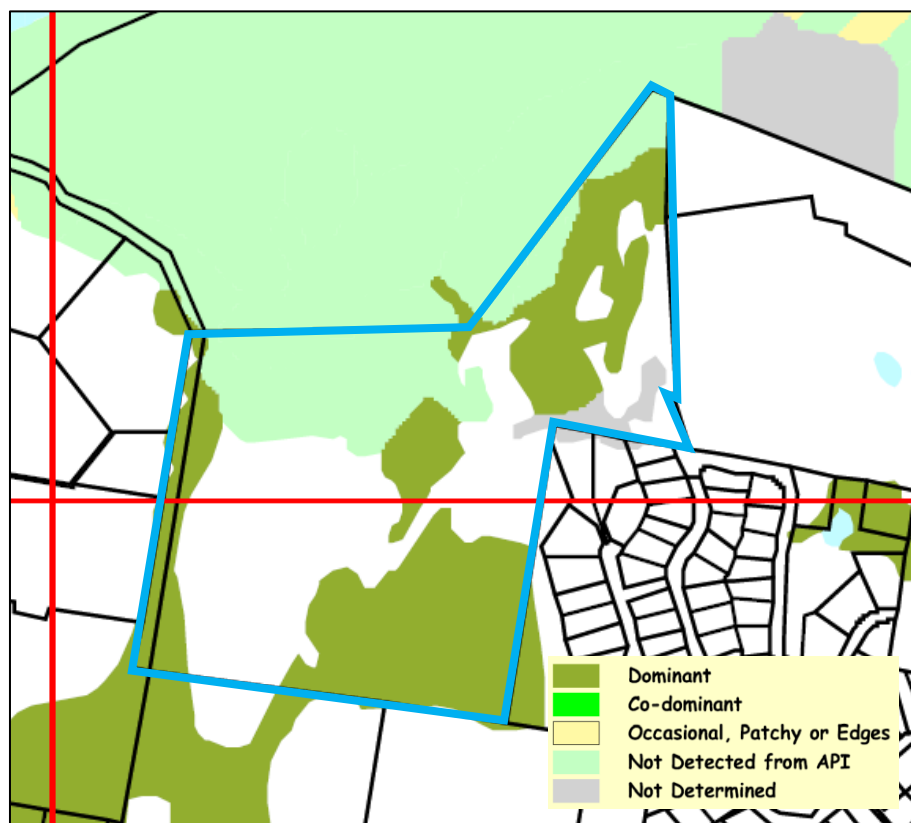 Dominant
Co-dominant
Occasional, Patchy or Edges
Not Detected from API
Not Determined